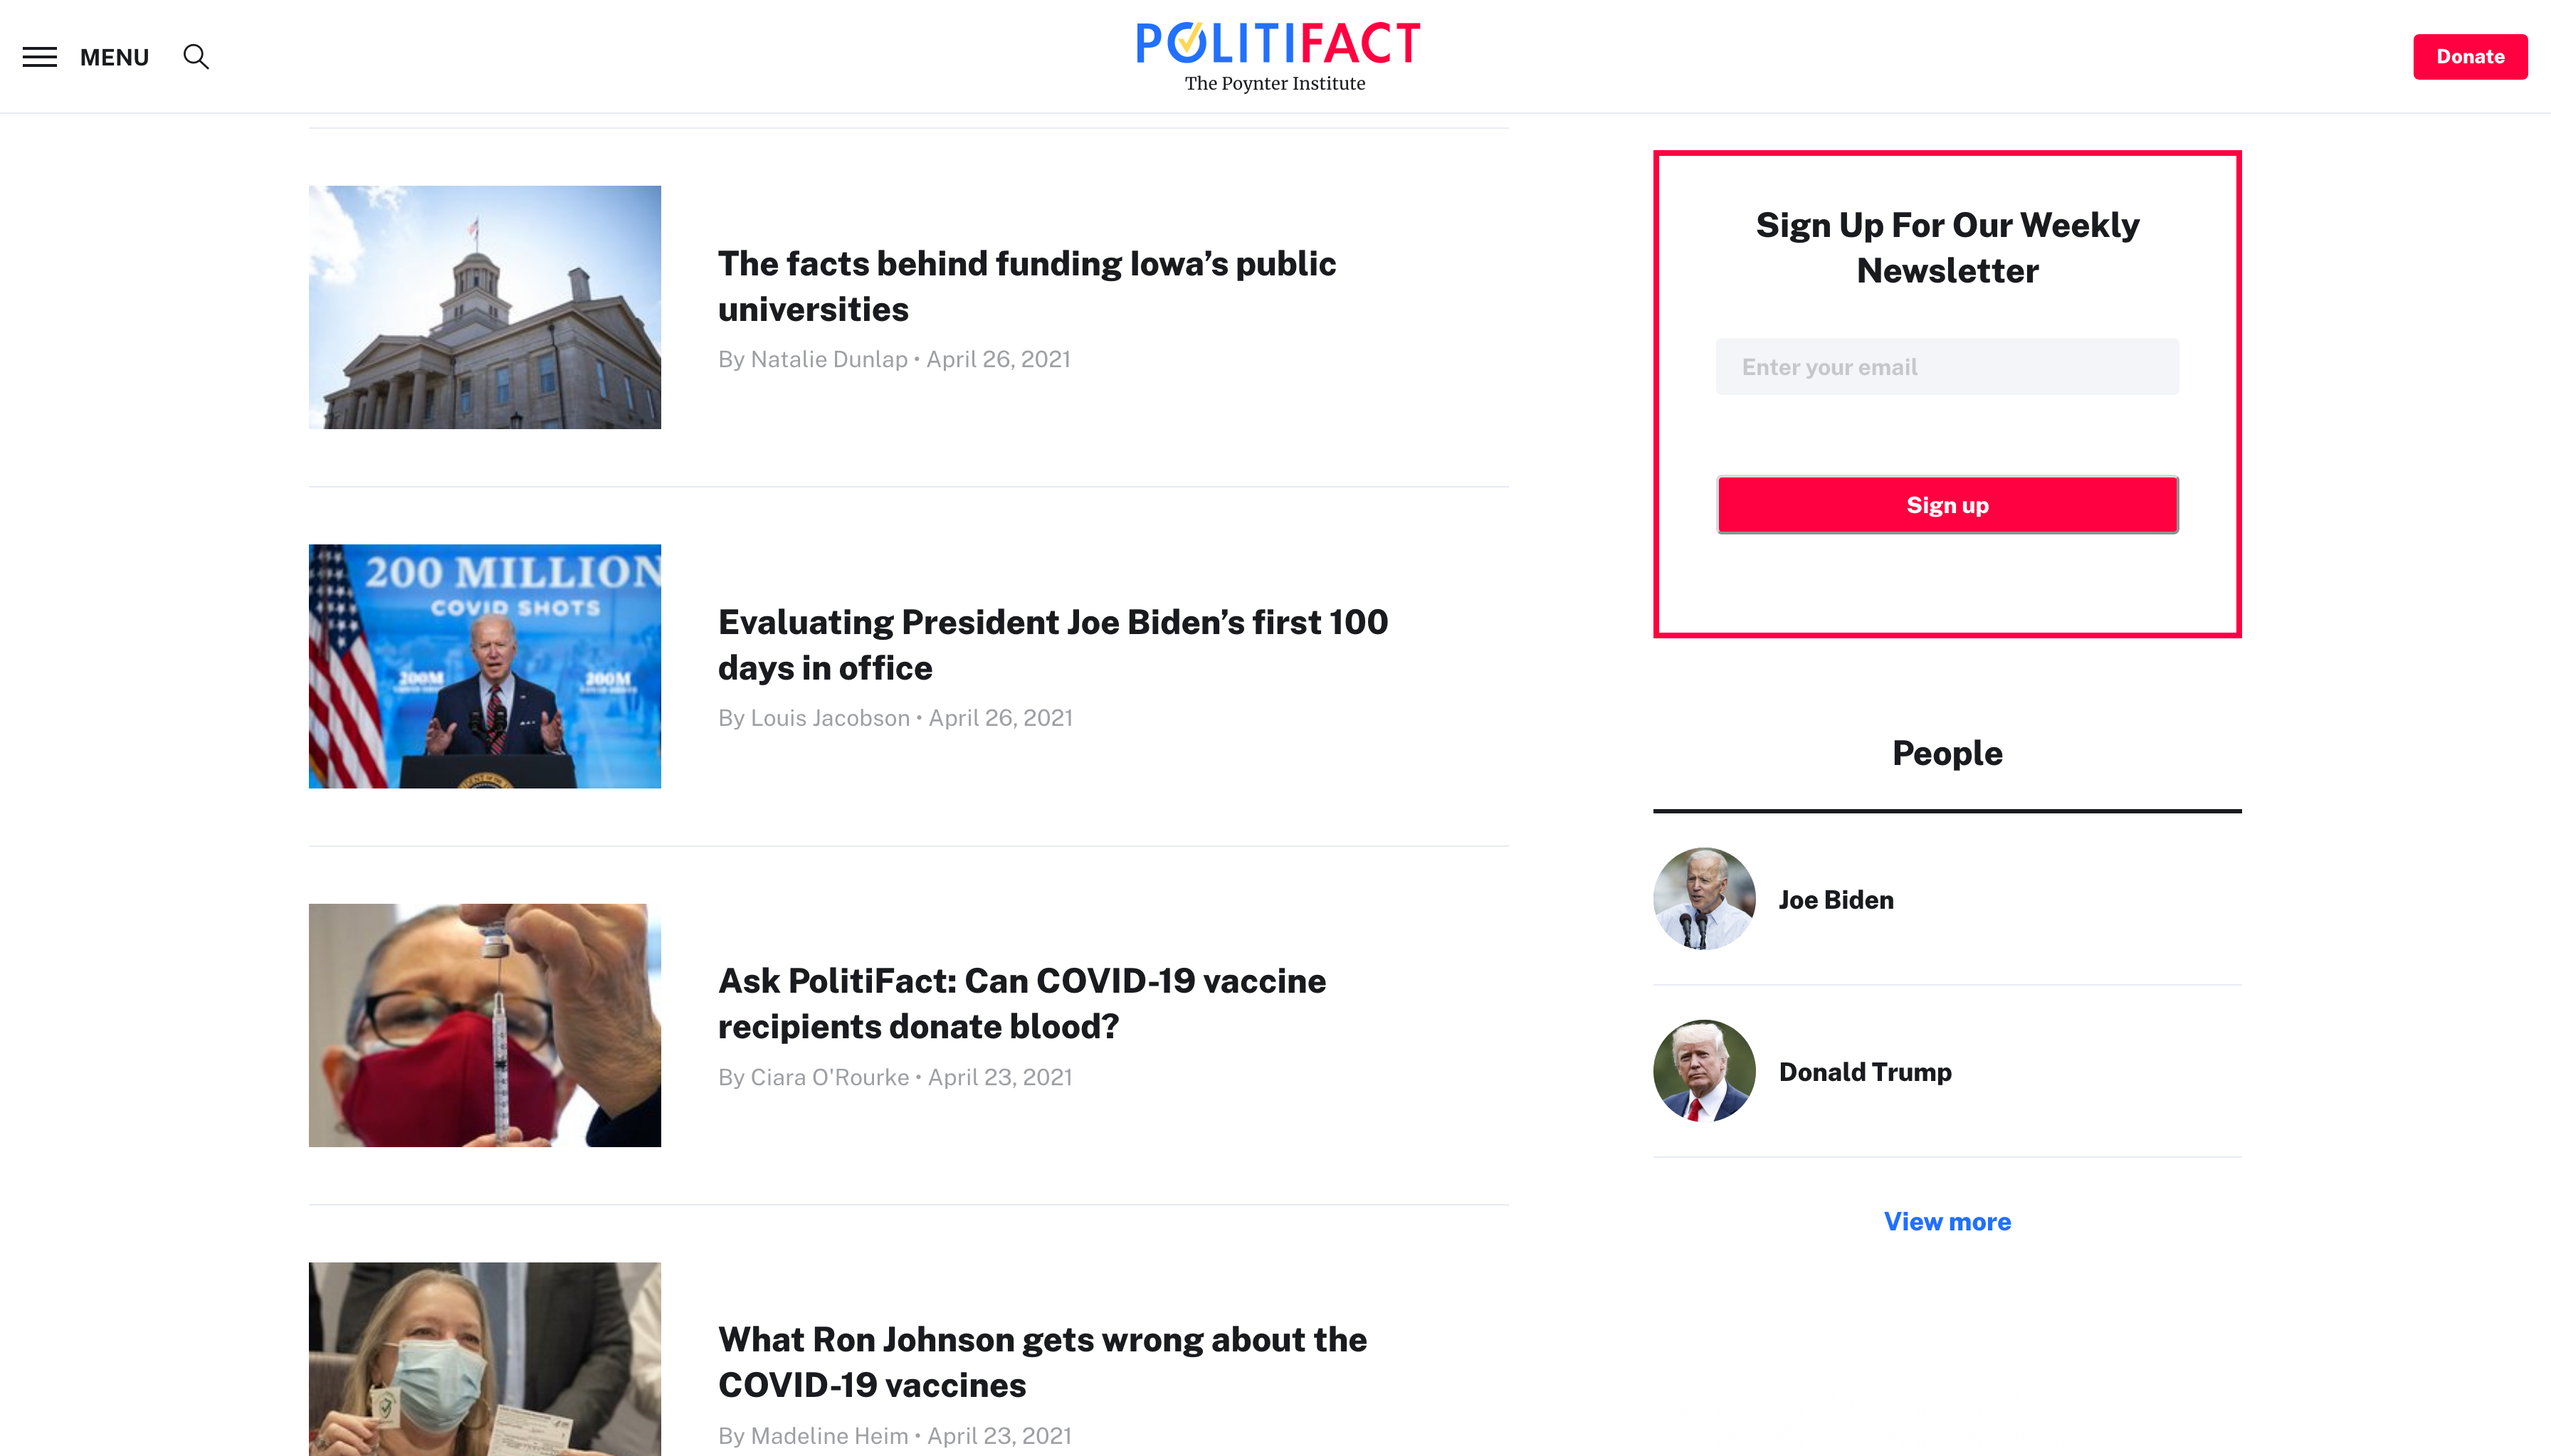 MENU
POLITIFACT
The Poynter Institute
Donate
The facts behind funding Iowa’s public
universities
By Natalie Dunlap • April 26, 2021
200 MILLION
COVID SHOTS
200M
200M
Evaluating President Joe Biden’s first 100
days in office
By Louis Jacobson • April 26, 2021
Ask PolitiFact: Can COVID-19 vaccine
recipients donate blood?
By Ciara O'Rourke • April 23, 2021
What Ron Johnson gets wrong about the
COVID-19 vaccines
By Madeline Heim • April 23, 2021
Sign Up For Our Weekly
Newsletter
Enter your email
Sign up
People
Joe Biden
Donald Trump
View more